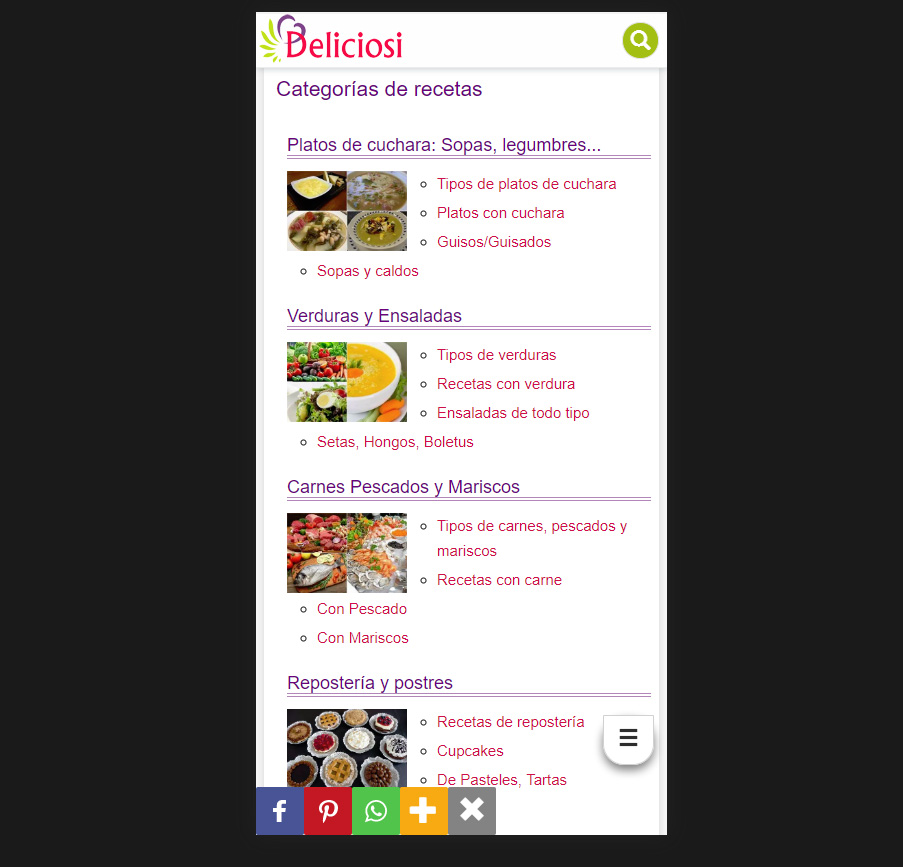 Deliciosi
Categorías de recetas
Platos de cuchara: Sopas, legumbres...
Tipos de platos de cuchara
Platos con cuchara
Guisos/Guisados
Sopas y caldos
Verduras y Ensaladas
Tipos de verduras
Recetas con verdura
Ensaladas de todo tipo
Setas, Hongos, Boletus
Carnes Pescados y Mariscos
Tipos de carnes, pescados y
mariscos
Recetas con carne
Con Pescado
Con Mariscos
Repostería y postres
Recetas de repostería
Cupcakes
De Pasteles, Tartas